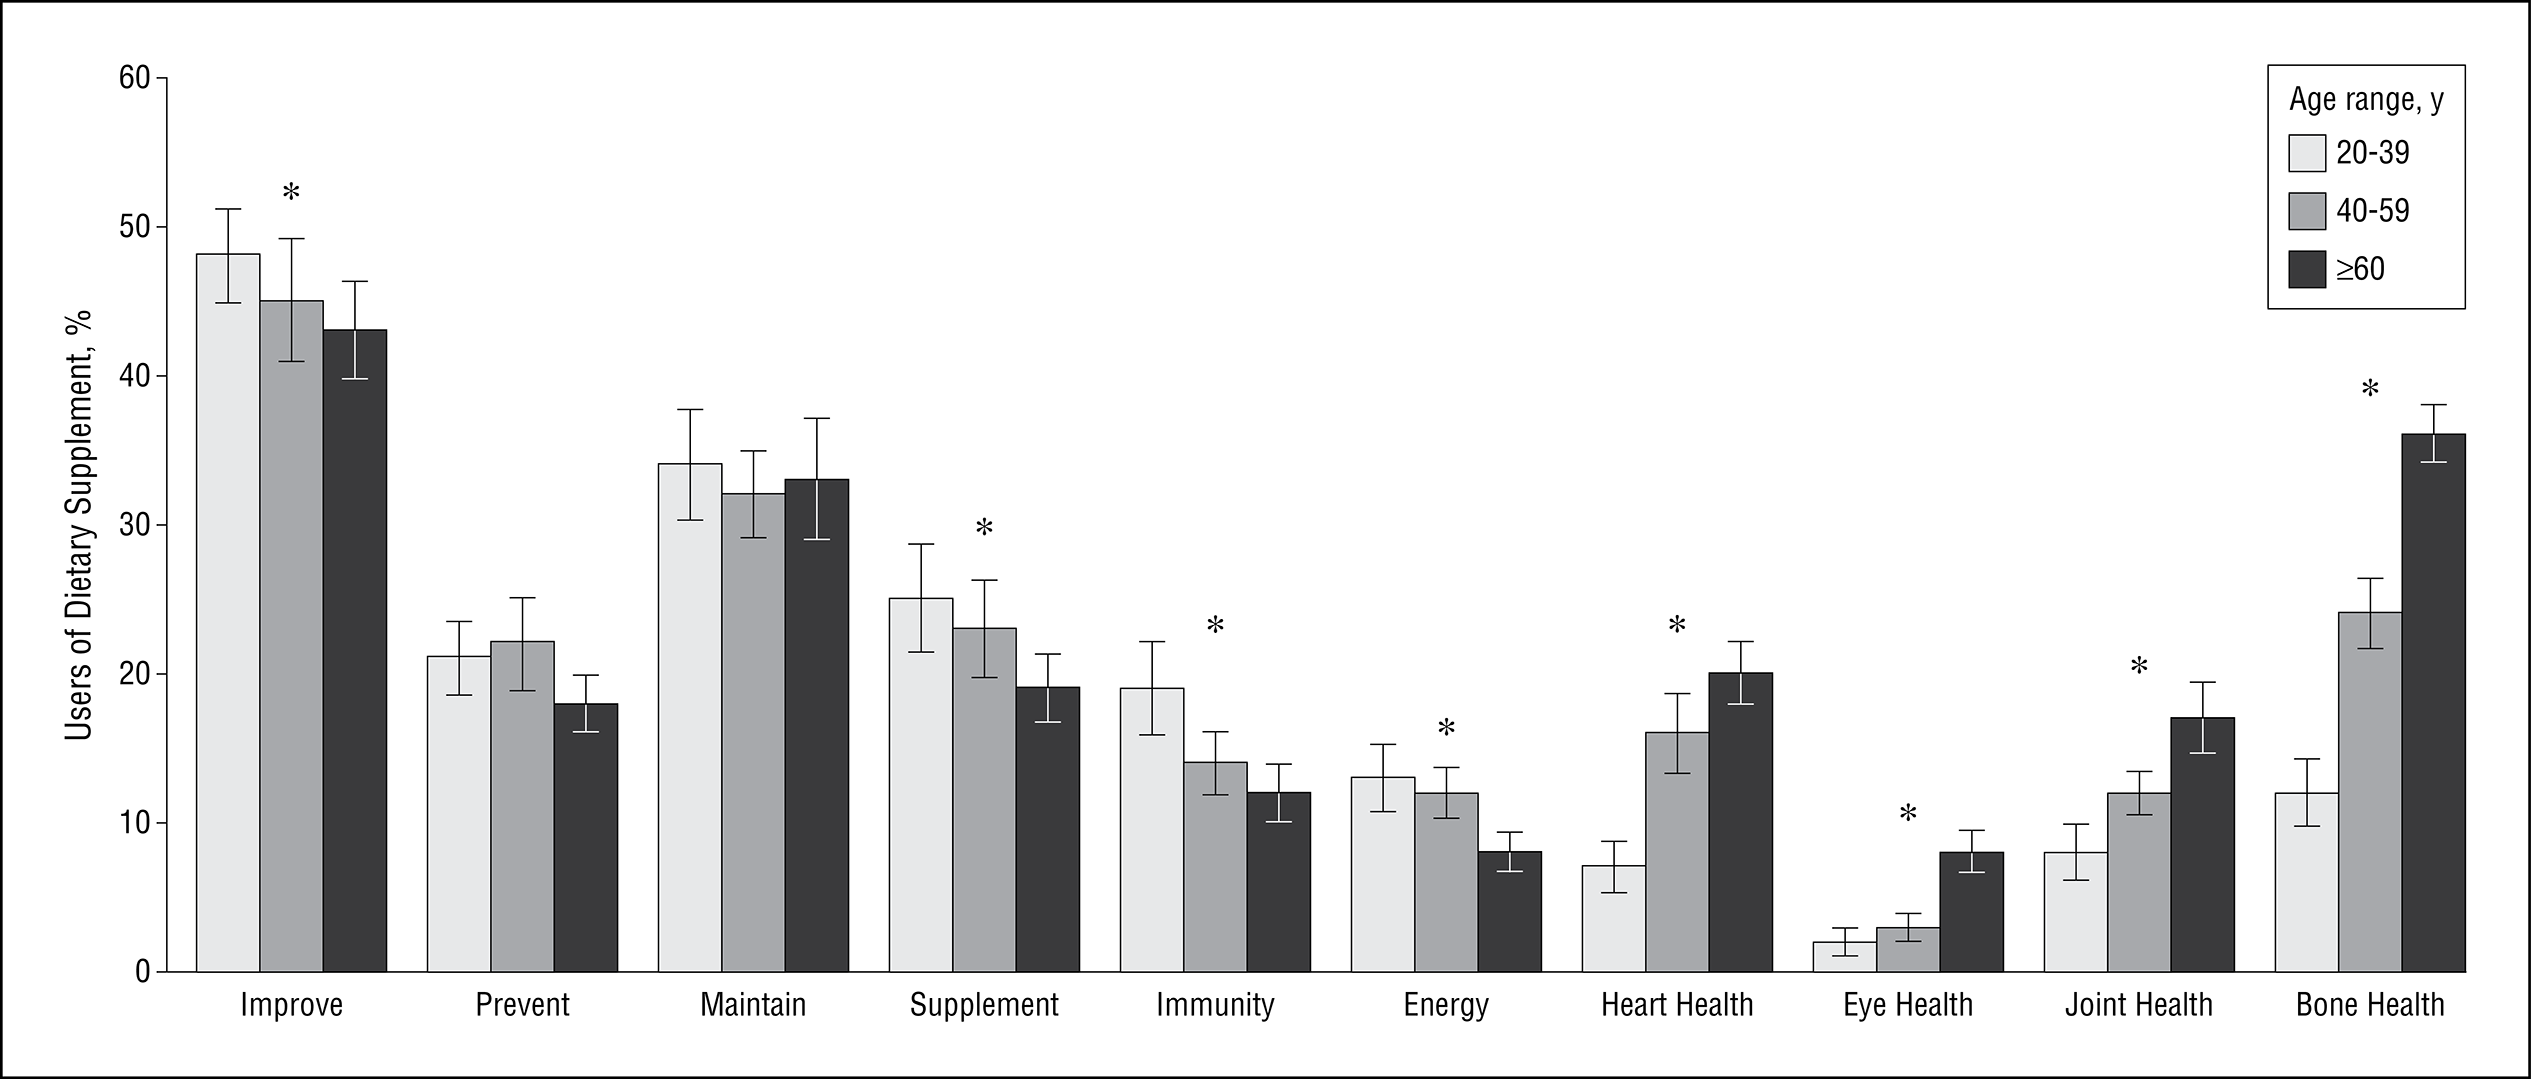 60
50
40
30
20
10
0
Users of Dietary Supplement, %
Age range, y
20-39
40-59
≥60
*
*
*
*
*
*
*
*
Improve
Prevent
Maintain
Supplement
Immunity
Energy
Heart Health
Eye Health
Joint Health
Bone Health